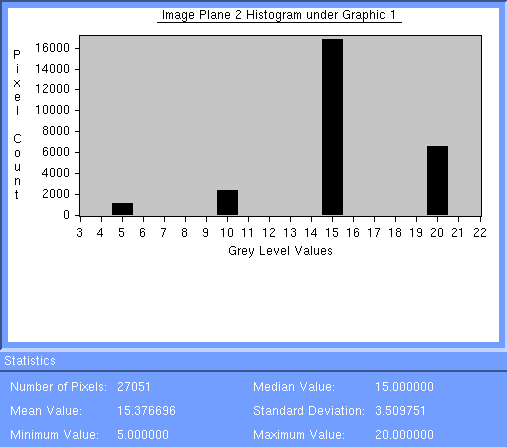 Image Plane 2 Histogram under Graphic 1
Pixel Count
16000
14000
12000
10000
8000
6000
4000
2000
0
3 4 5 6 7 8 9 10 11 12 13 14 15 16 17 18 19 20 21 22
Grey Level Values
Statistics
Number of Pixels: 27051 Median Value: 15.000000
Mean Value: 15.376696 Standard Deviation: 3.509751
Minimum Value: 5.000000 Maximum Value: 20.000000